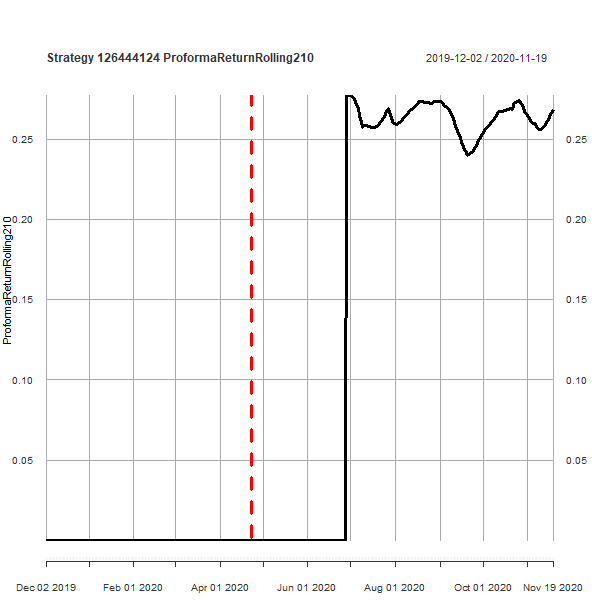 Strategy 126444124 ProformaReturnRolling210
2019-12-02 / 2020-11-19
ProformaReturnRolling210
0.25 0.25
0.20 0.20
0.15 0.15
0.10 0.10
0.05 0.05
Dec 02 2019 Feb 01 2020 Apr 01 2020 Jun 01 2020 Aug 01 2020 Oct 01 2020 Nov 19 2020